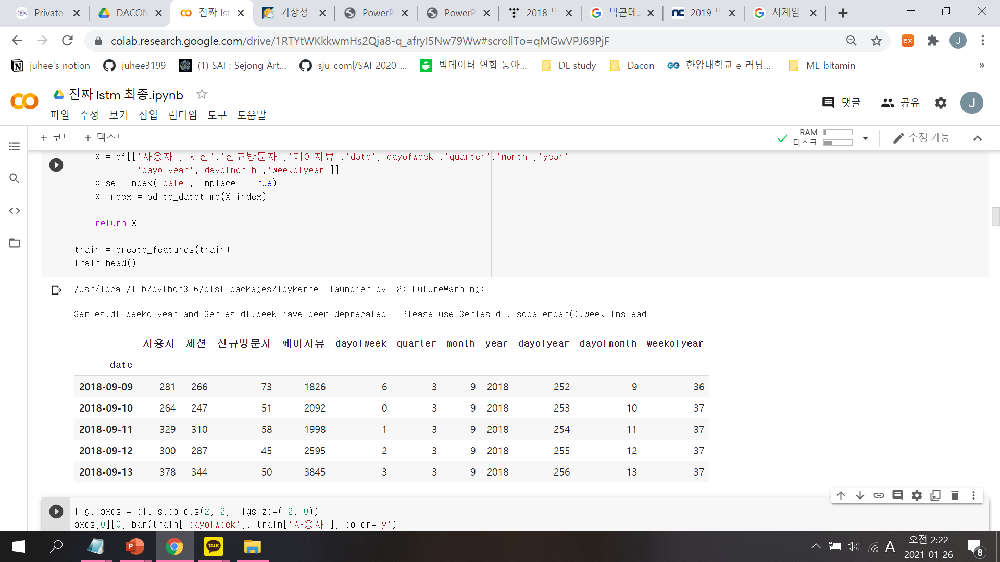 Private
DACON
진짜 lst
기상청
PowerP
PowerP
2018 빅
빅콘테스
2019 빅
시계열
colab.research.google.com/drive/1RTYtWKkkwmHs2Qja8-q_afryI5Nw79Ww#scrollTo=qMGwVPJ69PjF
EX
J
juhee's notion
juhee3199
(1) SAI : Sejong Art...
sju-coml/SAI-2020-...
빅데이터 연합 동아...
DL study
Dacon
한양대학교 e-러닝...
ML_bitamin
»
진짜 lstm 최종.ipynb
파일 수정 보기 삽입 런타임 도구 도움말
댓글
공유
J
+ 코드 + 텍스트
RAM
디스크
수정 가능
X = df[['사용자','세션','신규방문자','페이지뷰','date','dayofweek','quarter','month','year'
,'dayofyear','dayofmonth','weekofyear']]
X.set_index('date', inplace = True)
X.index = pd.to_datetime(X.index)
return X
train = create_features(train)
train.head()
/usr/local/lib/python3.6/dist-packages/ipykernel_launcher.py:12: FutureWarning:
Series.dt.weekofyear and Series.dt.week have been deprecated.  Please use Series.dt.isocalendar().week instead.
사용자 세션 신규방문자 페이지뷰 dayofweek quarter month year dayofyear dayofmonth weekofyear
date
2018-09-09 281 266 73 1826 6 3 9 2018 252 9 36
2018-09-10 264 247 51 2092 0 3 9 2018 253 10 37
2018-09-11 329 310 58 1998 1 3 9 2018 254 11 37
2018-09-12 300 287 45 2595 2 3 9 2018 255 12 37
2018-09-13 378 344 50 3845 3 3 9 2018 256 13 37
fig, axes = plt.subplots(2, 2, figsize=(12,10))
axes[0][0].bar(train['dayofweek'], train['사용자'], color='y')
TALK
A
오전 2:22
2021-01-26
8